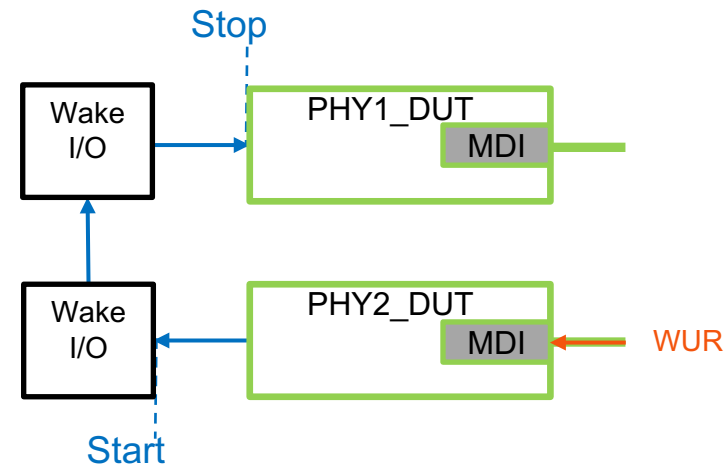 Stop
Wake
I/O
PHY1_DUT
MDI
Wake
I/O
PHY2_DUT
MDI
WUR
Start